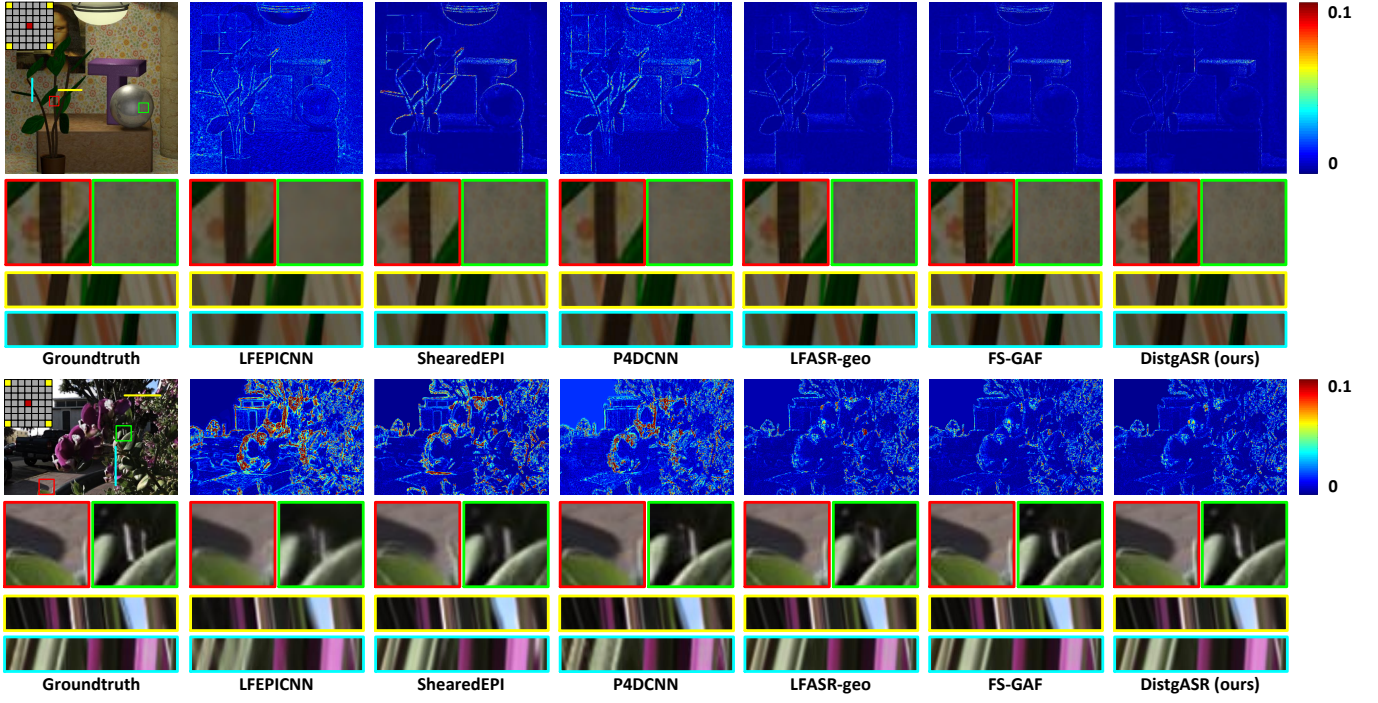 0.1
0
Groundtruth LFEPICNN ShearedEPI P4DCNN LFASR-geo FS-GAF DistgASR (ours)
0.1
0
Groundtruth LFEPICNN ShearedEPI P4DCNN LFASR-geo FS-GAF DistgASR (ours)